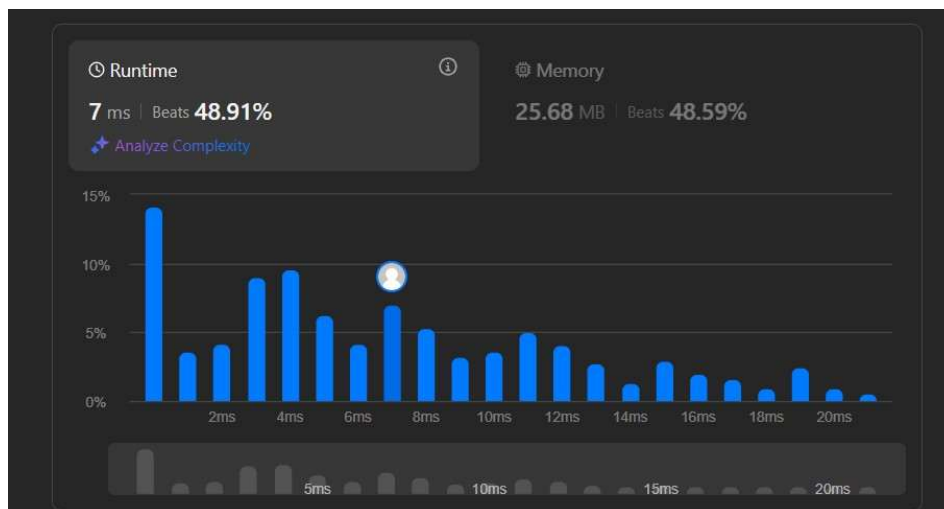 Runtime
7 ms | Beats 48.91%
Analyze Complexity
Memory
25.68 MB | Beats 48.59%
15%
10%
5%
0%
2ms 4ms 6ms 8ms 10ms 12ms 14ms 16ms 18ms 20ms
5ms 10ms 15ms 20ms